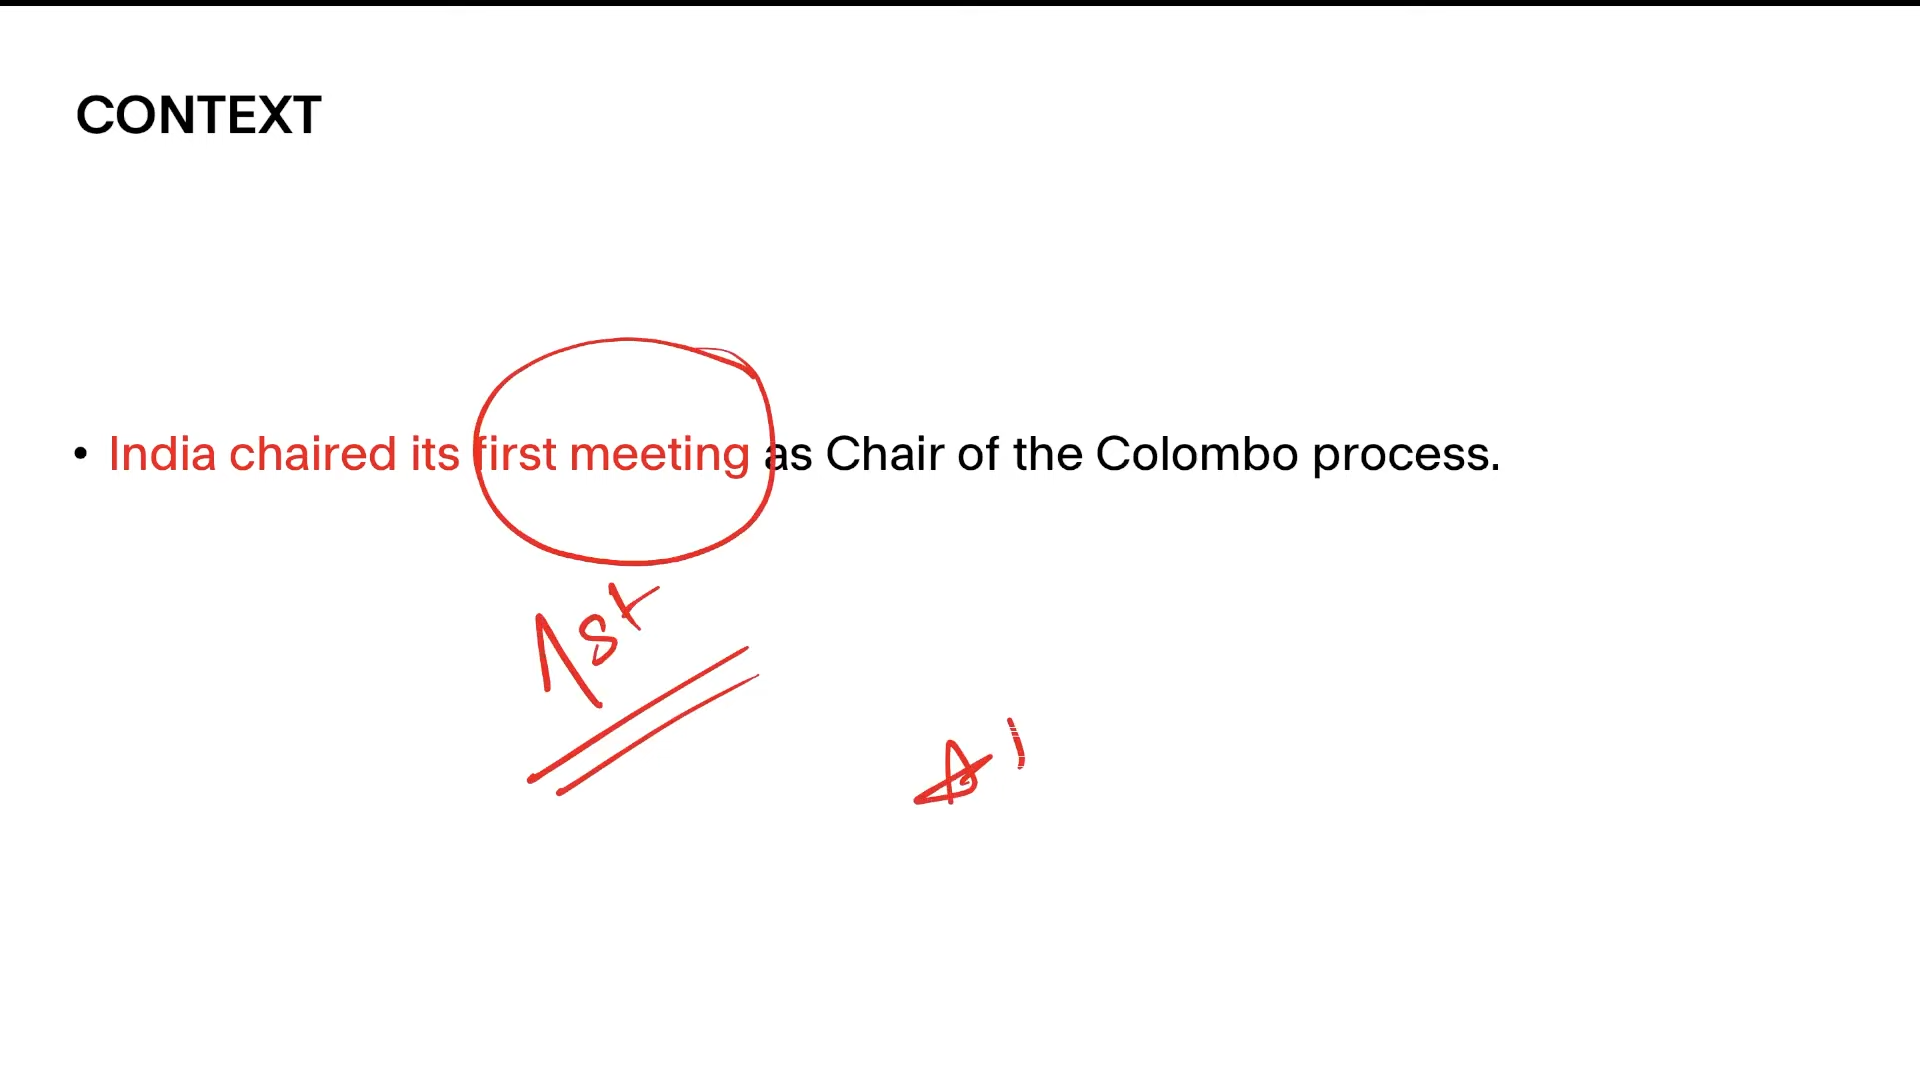 CONTEXT
• India chaired its first meeting as Chair of the Colombo process.
1st